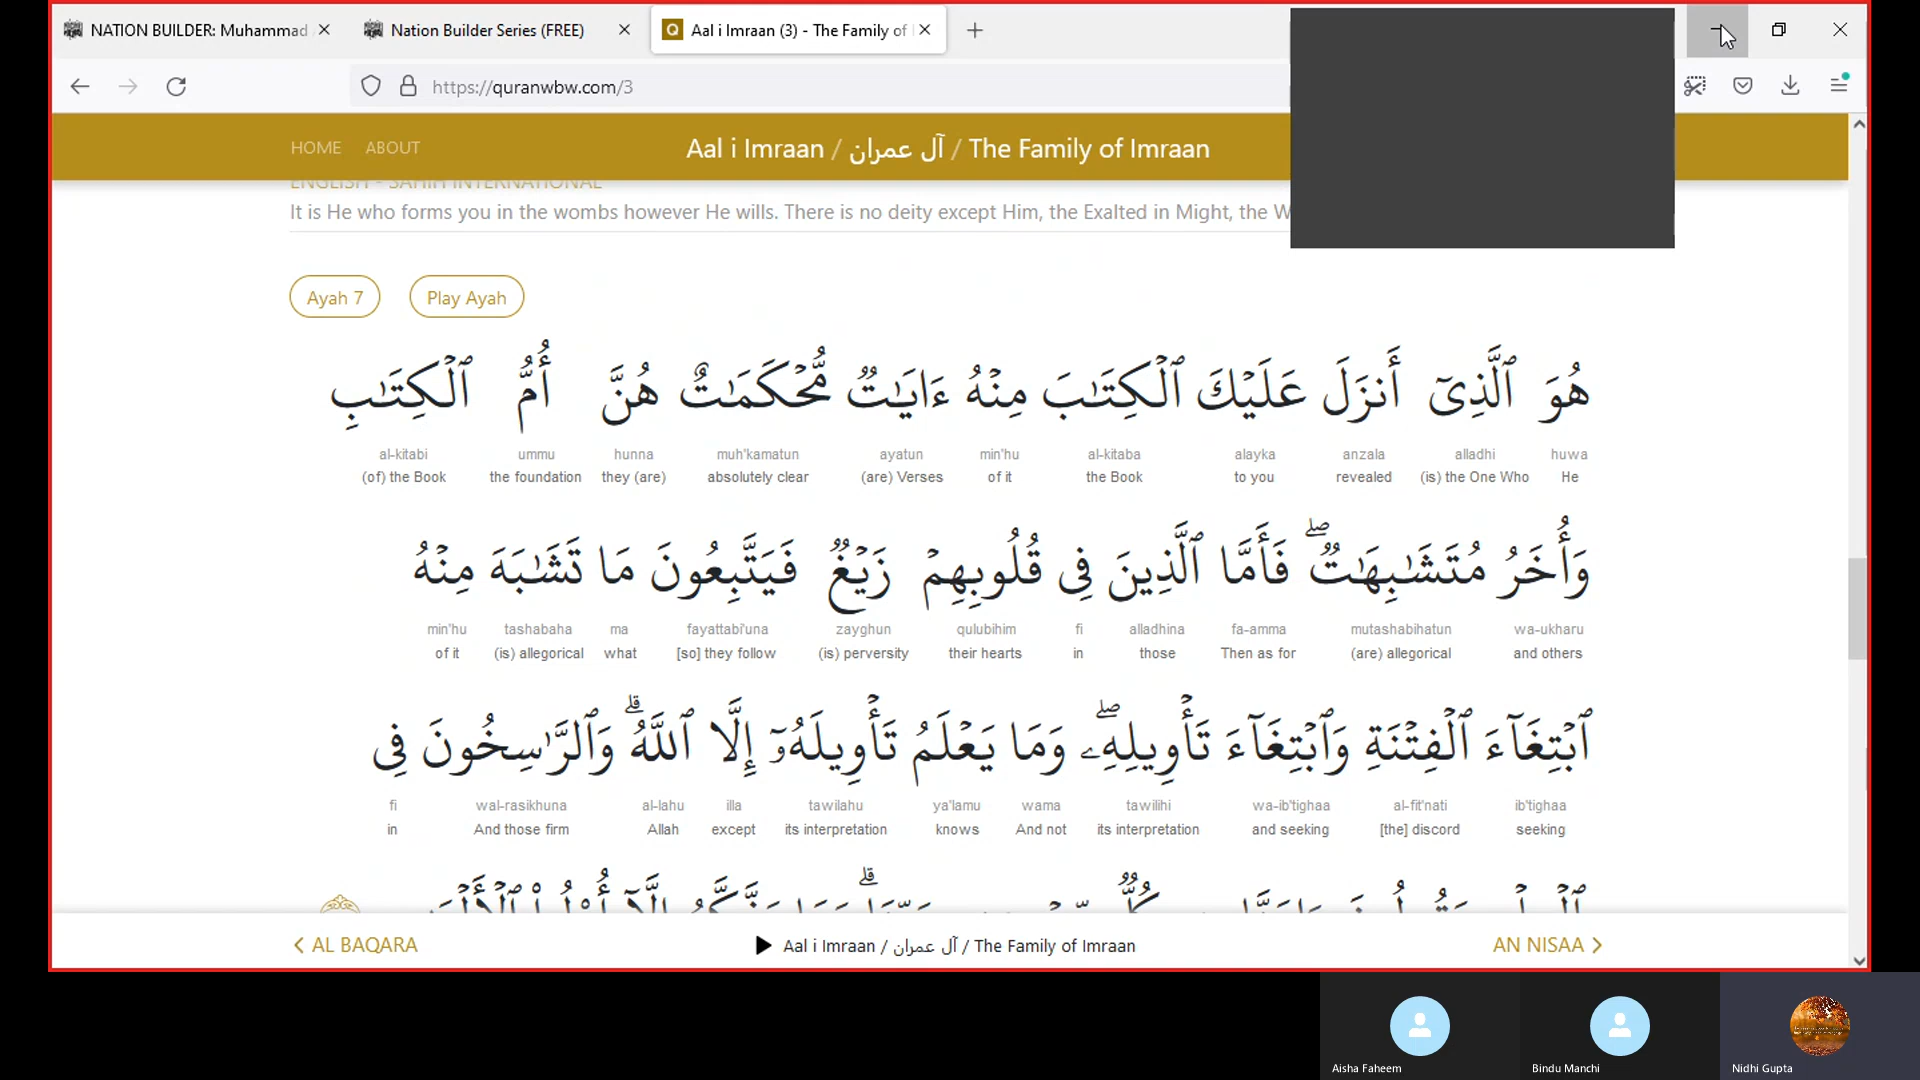 NATION BUILDER: Muhammad
Nation Builder Series (FREE)
Aal i Imraan (3) - The Family of
https://quranwbw.com/3
HOME ABOUT
Aal i Imraan / آل عمران / The Family of Imraan
ENGLISH - SAHIH INTERNATIONAL
It is He who forms you in the wombs however He wills. There is no deity except Him, the Exalted in Might, the
Ayah 7 Play Ayah
هُوَ ٱلَّذِىٓ أَنزَلَ عَلَيْكَ ٱلْكِتَـٰبَ مِنْهُ ءَايَـٰتٌ مُّحْكَمَـٰتٌ هُنَّ أُمُّ ٱلْكِتَـٰبِ
al-kitabi ummu hunna muh'kamatun ayatun min'hu al-kitaba alayka anzala alladhi huwa
(of) the Book the foundation they (are) absolutely clear (are) Verses of it the Book to you revealed (is) the One Who He
وَأُخَرُ مُتَشَـٰبِهَـٰتٌ ۖ فَأَمَّا ٱلَّذِينَ فِى قُلُوبِهِمْ زَيْغٌ فَيَتَّبِعُونَ مَا تَشَـٰبَهَ مِنْهُ
min'hu tashabaha ma fayattabi'una zayghun qulubihim fi alladhina fa-amma mutashabihatun wa-ukharu
of it (is) allegorical what [so] they follow (is) perversity their hearts in those Then as for (are) allegorical and others
ٱبْتِغَآءَ ٱلْفِتْنَةِ وَٱبْتِغَآءَ تَأْوِيلِهِۦ ۖ وَمَا يَعْلَمُ تَأْوِيلَهُۥٓ إِلَّا ٱللَّهُ ۗ وَٱلرَّٰسِخُونَ فِى
fi wal-rasikhuna al-lahu illa tawilahu ya'lamu wama tawilihi wa-ib'tighaa al-fit'nati ib'tighaa
in And those firm Allah except its interpretation knows And not its interpretation and seeking [the] discord seeking
AL BAQARA
Aal i Imraan / آل عمران / The Family of Imraan
AN NISAA
Aisha Faheem
Bindu Manchi
Nidhi Gupta